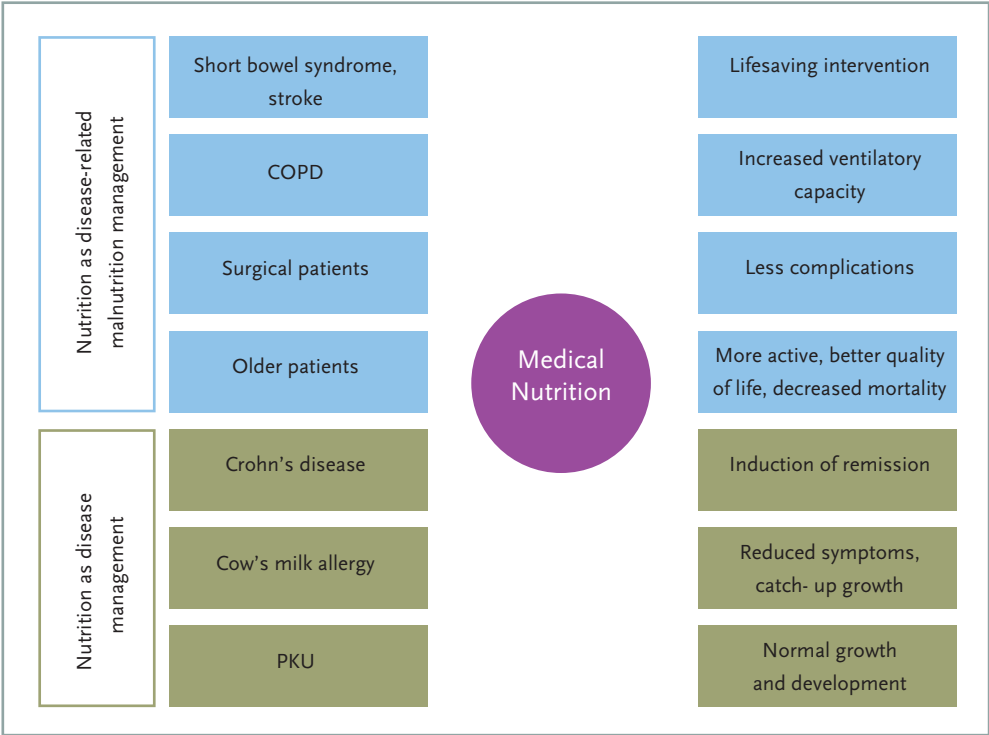 Nutrition as disease-related
malnutrition management
Short bowel syndrome,
stroke
Lifesaving intervention
COPD
Increased ventilatory
capacity
Surgical patients
Less complications
Older patients
More active, better quality
of life, decreased mortality
Medical
Nutrition
Nutrition as disease
management
Crohn's disease
Induction of remission
Cow's milk allergy
Reduced symptoms,
catch- up growth
PKU
Normal growth
and development